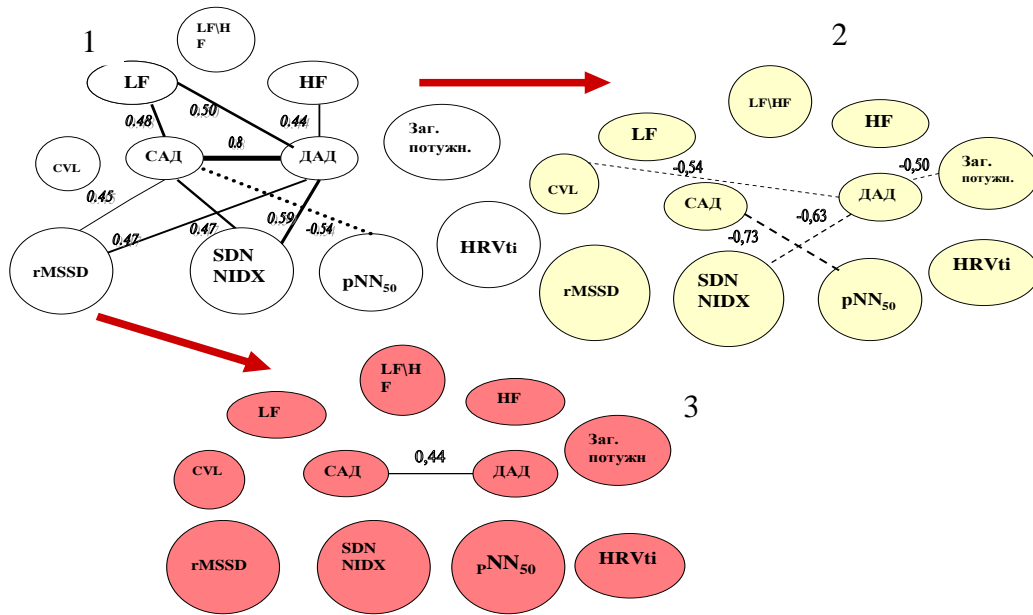 1
LF\H
F
LF
HF
0.50
0.48
0.44
0.8
Заг.
потужн.
CVL
САД
ДАД
0.45
0.47
0.47
0.59
-0.54
rMSSD
SDN
NIDX
pNN50
HRVti
2
LF\HF
LF
HF
-0,54
-0,50
Заг.
потужн.
CVL
САД
ДАД
-0,63
-0,73
rMSSD
SDN
NIDX
pNN50
HRVti
3
LF\H
F
LF
HF
Заг.
потужн
CVL
САД
0,44
ДАД
rMSSD
SDN
NIDX
pNN50
HRVti